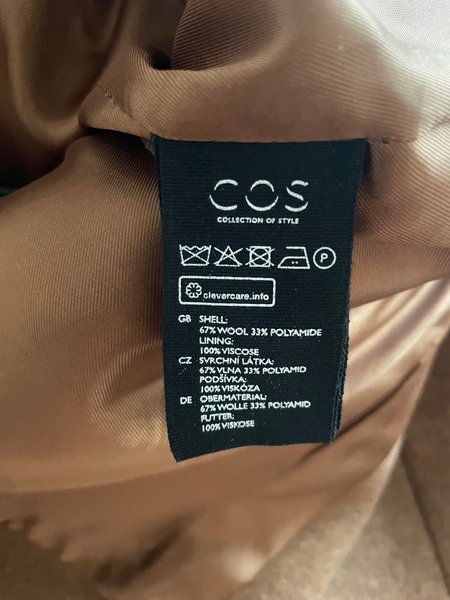 COS
COLLECTION OF STYLE
P
clevercare.info
GB SHELL:
67% WOOL 33% POLYAMIDE
LINING:
100% VISCOSE
CZ SVRCHNÍ LÁTKA:
67% VLNA 33% POLYAMID
PODŠÍVKA:
100% VISKÓZA
DE OBERMATERIAL:
67% WOLLE 33% POLYAMID
FUTTER:
100% VISKOSE